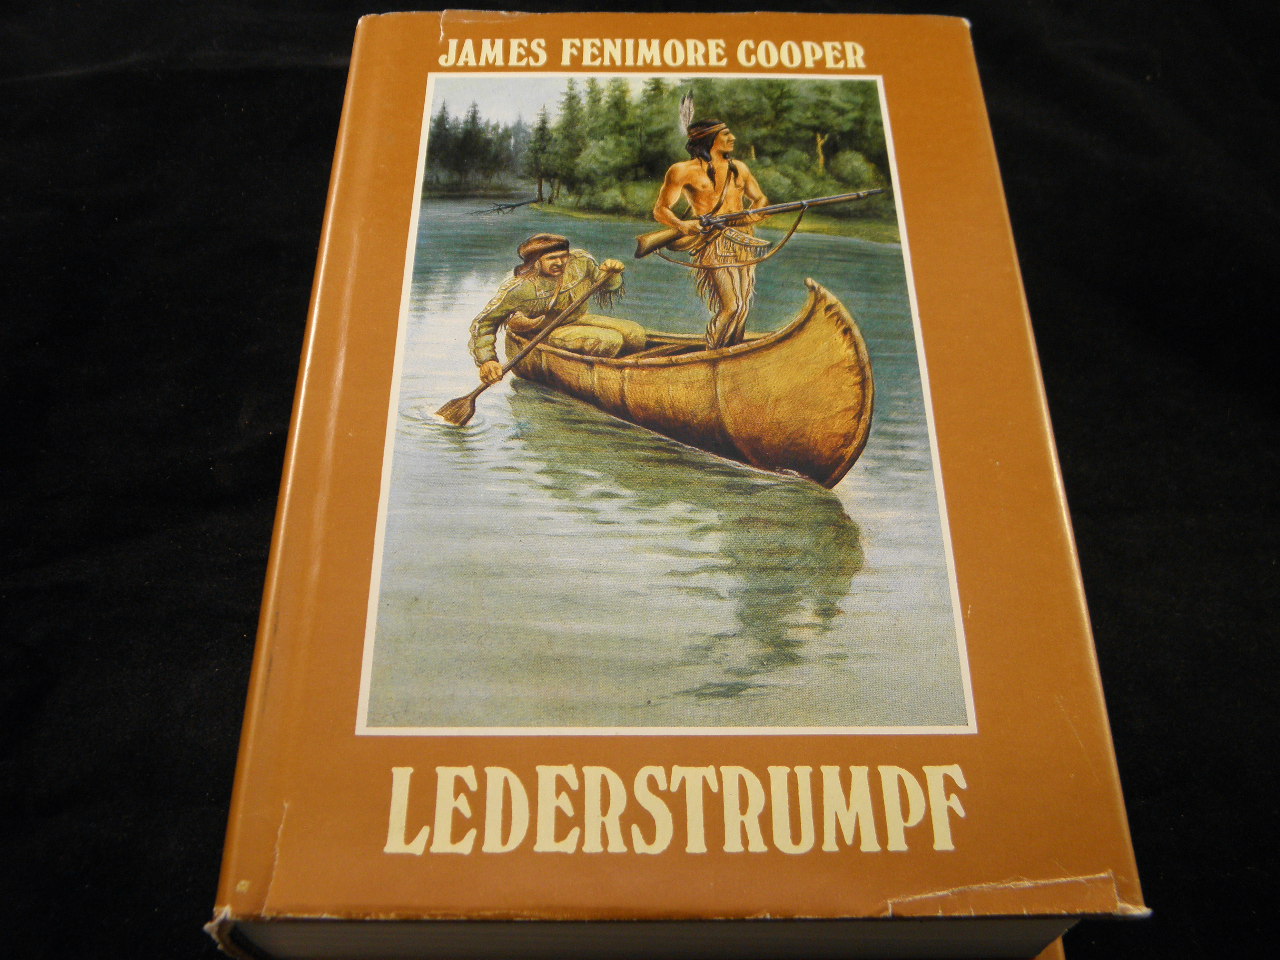 JAMES FENIMORE COOPER
LEDERSTRUMPF